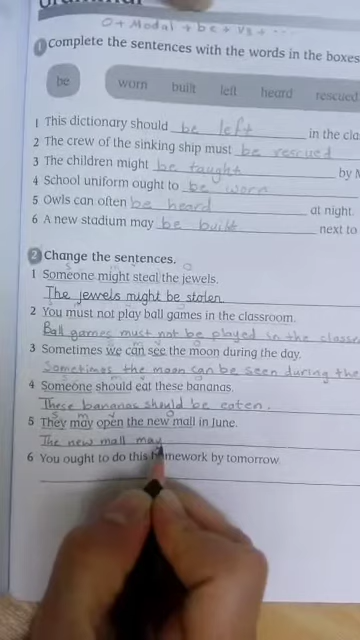 Grammar
O + Modal + be + V3 + ...
1 Complete the sentences with the words in the boxes
be worn built left heard rescued
1 This dictionary should be left in the cla
2 The crew of the sinking ship must be rescued
3 The children might be taught by M
4 School uniform ought to be worn
5 Owls can often be heard at night.
6 A new stadium may be built next to
2 Change the sentences.
1 Someone might steal the jewels.
The jewels might be stolen
2 You must not play ball games in the classroom.
Ball games must not be played in the classro
3 Sometimes we can see the moon during the day.
Sometimes the moon can be seen during the
4 Someone should eat these bananas.
These bananas should be eaten.
5 They may open the new mall in June.
The new mall may
6 You ought to do this homework by tomorrow.